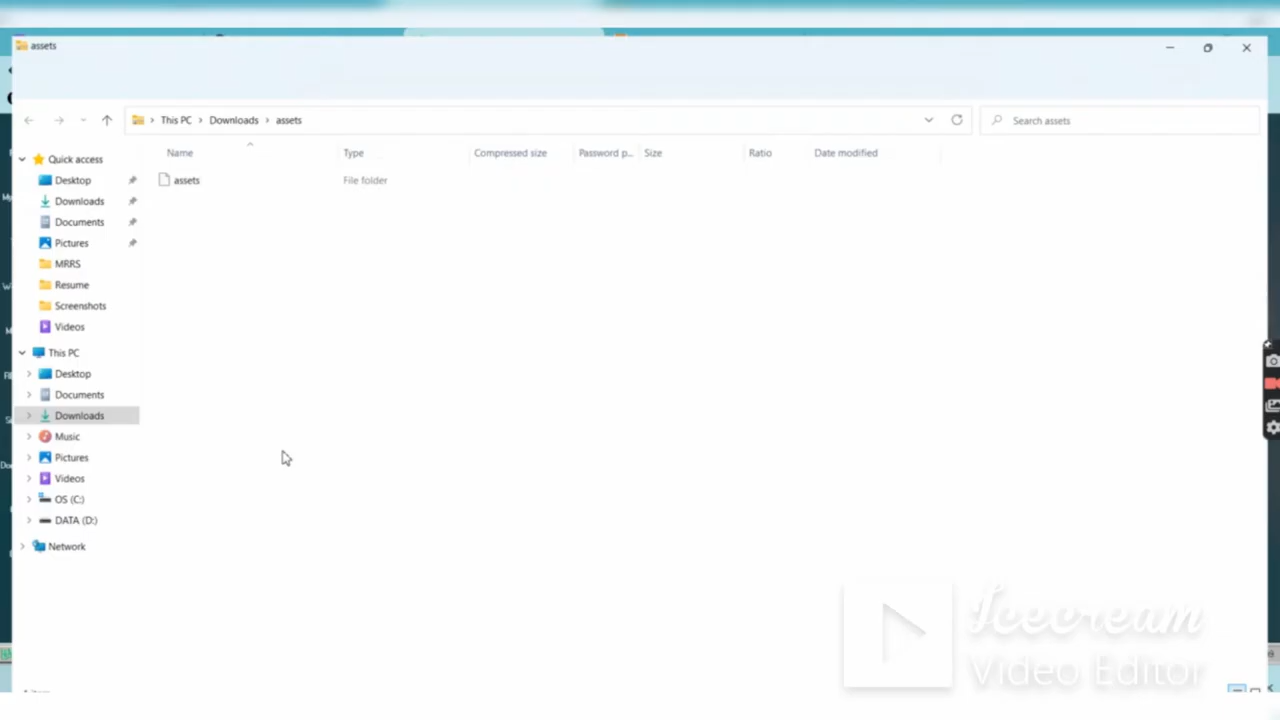 assets
This PC > Downloads > assets
Search assets
Name Type Compressed size Password p... Size Ratio Date modified
assets File folder
Quick access
Desktop
Downloads
Documents
Pictures
MRRS
Resume
Screenshots
Videos
This PC
Desktop
Documents
Downloads
Music
Pictures
Videos
OS (C:)
DATA (D:)
Network
Icecream
Video Editor